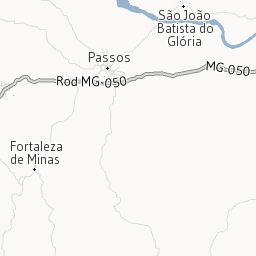 São João
Batista do
Glória
Passos
MG-050
Rod MG-050
Fortaleza
de Minas